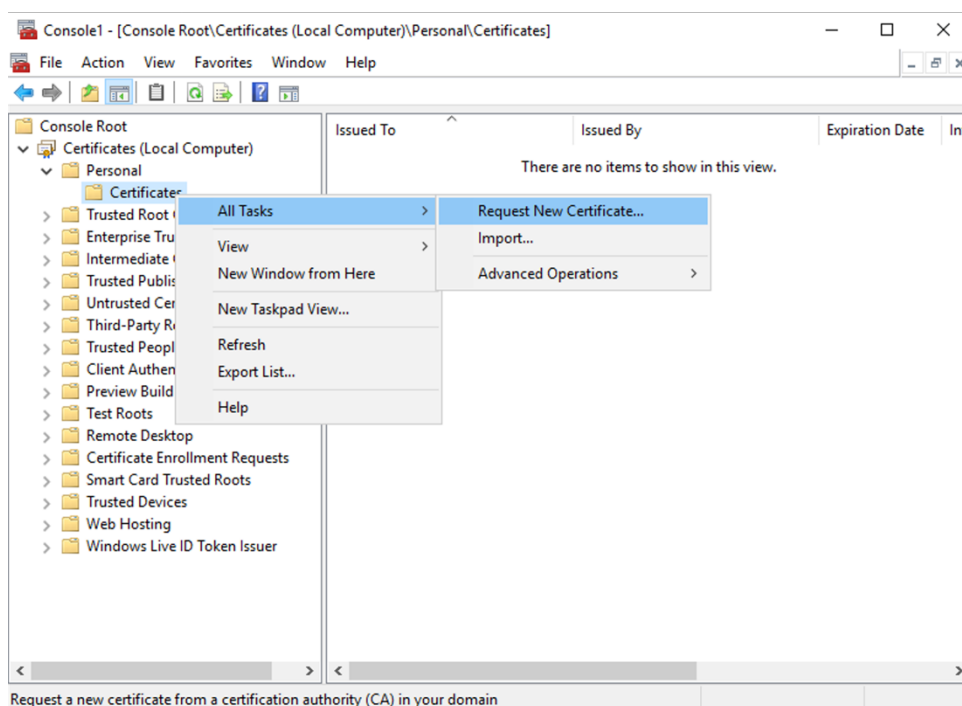 Console1 - [Console Root\Certificates (Local Computer)\Personal\Certificates]
File Action View Favorites Window Help
Console Root
Certificates (Local Computer)
Personal
Certificates
Trusted Root
Enterprise Tru
Intermediate
Trusted Publis
Untrusted Cer
Third-Party R
Trusted Peopl
Client Authen
Preview Build
Test Roots
Remote Desktop
Certificate Enrollment Requests
Smart Card Trusted Roots
Trusted Devices
Web Hosting
Windows Live ID Token Issuer
All Tasks
View
New Window from Here
New Taskpad View...
Refresh
Export List...
Help
Request New Certificate...
Import...
Advanced Operations
Issued To Issued By Expiration Date In
There are no items to show in this view.
Request a new certificate from a certification authority (CA) in your domain